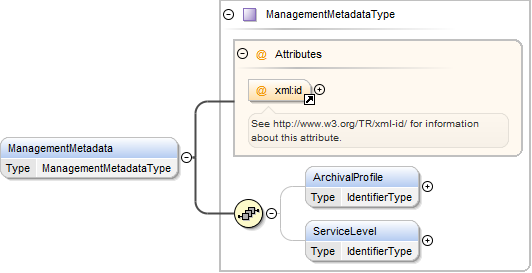 ManagementMetadataType
@ Attributes
@ xml:id
See http://www.w3.org/TR/xml-id/ for information
about this attribute.
ManagementMetadata
Type ManagementMetadataType
ArchivalProfile
Type IdentifierType
ServiceLevel
Type IdentifierType